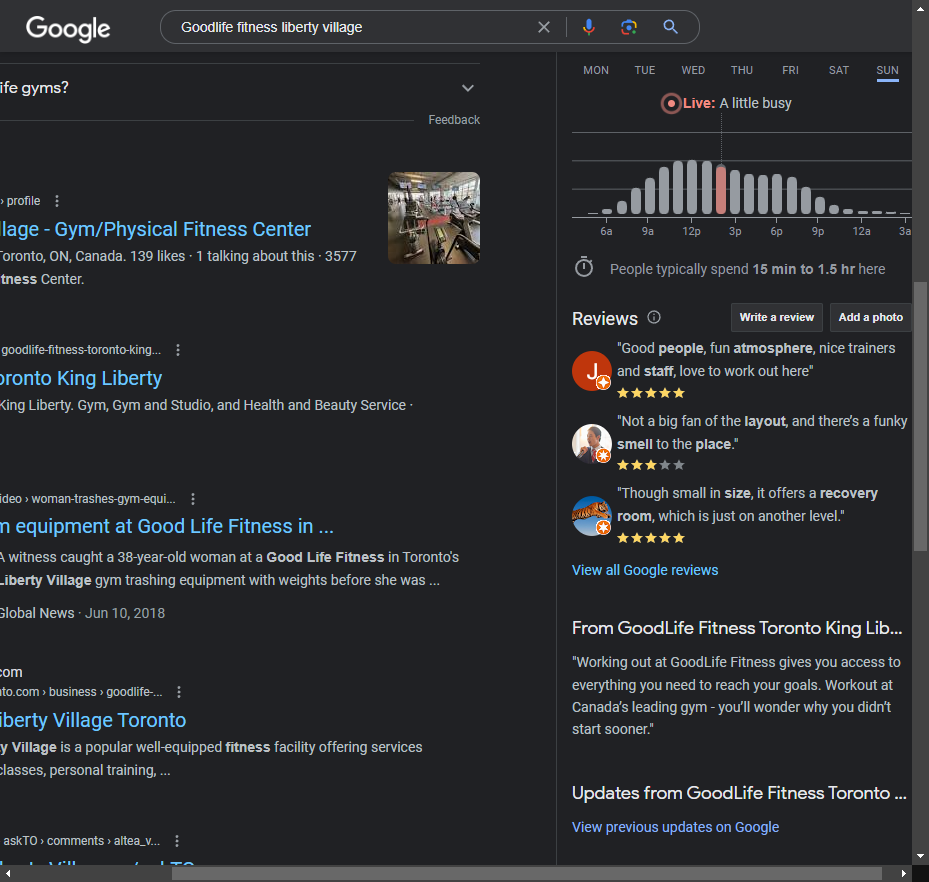 Google
Goodlife fitness liberty village
ife gyms?
Feedback
› profile
llage - Gym/Physical Fitness Center
Toronto, ON, Canada. 139 likes · 1 talking about this · 3577
tness Center.
goodlife-fitness-toronto-king...
oronto King Liberty
King Liberty. Gym, Gym and Studio, and Health and Beauty Service ·
ideo › woman-trashes-gym-equi...
m equipment at Good Life Fitness in ...
A witness caught a 38-year-old woman at a Good Life Fitness in Toronto's
Liberty Village gym trashing equipment with weights before she was ...
Global News · Jun 10, 2018
com
nto.com › business › goodlife-...
iberty Village Toronto
ty Village is a popular well-equipped fitness facility offering services
classes, personal training, ...
askTO › comments › altea_v...
MON TUE WED THU FRI SAT SUN
Live: A little busy
6a 9a 12p 3p 6p 9p 12a 3a
People typically spend 15 min to 1.5 hr here
Reviews
Write a review
Add a photo
J
"Good people, fun atmosphere, nice trainers
and staff, love to work out here"
"Not a big fan of the layout, and there's a funky
smell to the place."
"Though small in size, it offers a recovery
room, which is just on another level."
View all Google reviews
From GoodLife Fitness Toronto King Lib...
"Working out at GoodLife Fitness gives you access to
everything you need to reach your goals. Workout at
Canada's leading gym - you'll wonder why you didn't
start sooner."
Updates from GoodLife Fitness Toronto ...
View previous updates on Google